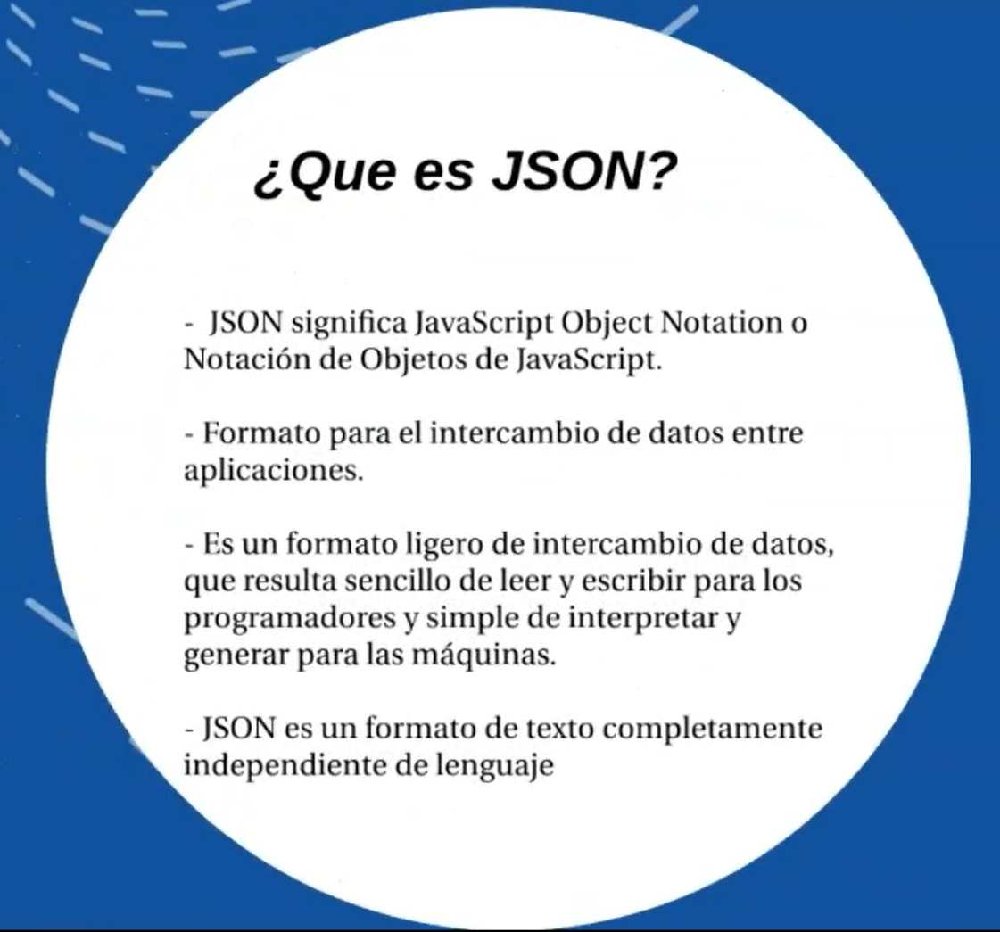 ¿Que es JSON?
- JSON significa JavaScript Object Notation o
Notación de Objetos de JavaScript.
- Formato para el intercambio de datos entre
aplicaciones.
- Es un formato ligero de intercambio de datos,
que resulta sencillo de leer y escribir para los
programadores y simple de interpretar y
generar para las máquinas.
- JSON es un formato de texto completamente
independiente de lenguaje